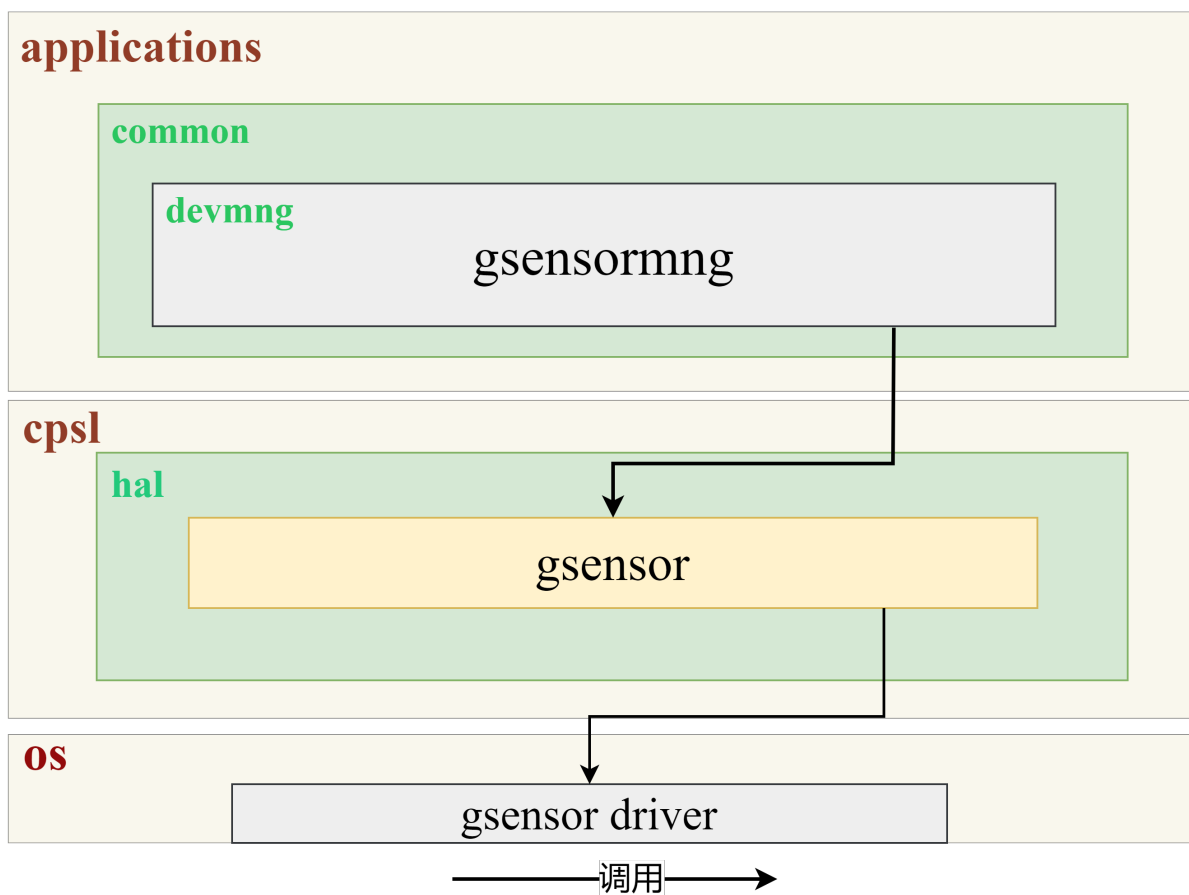 applications
common
devmng
gsensormng
cpsl
hal
gsensor
os
gsensor driver
调用